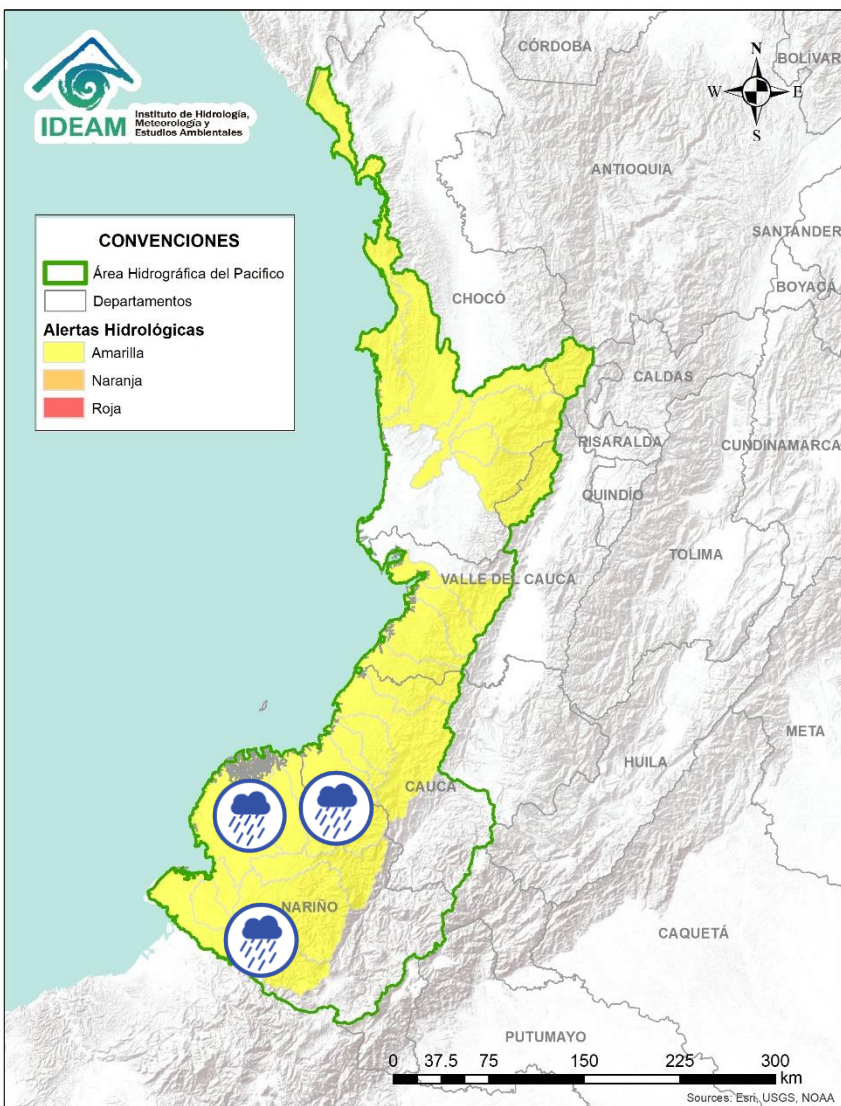 IDEAM
Instituto de Hidrología,
Meteorología y
Estudios Ambientales
N
W
E
S
CONVENCIONES
Área Hidrográfica del Pacifico
Departamentos
Alertas Hidrológicas
Amarilla
Naranja
Roja
CÓRDOBA
BOLÍVAR
ANTIOQUIA
SANTANDER
BOYACÁ
CHOCÓ
CALDAS
RISARALDA
CUNDINAMARCA
QUINDÍO
TOLIMA
VALLE DEL CAUCA
META
HUILA
CAUCA
NARIÑO
CAQUETÁ
PUTUMAYO
0 37.5 75 150 225 300
km
Sources: Esri, USGS, NOAA